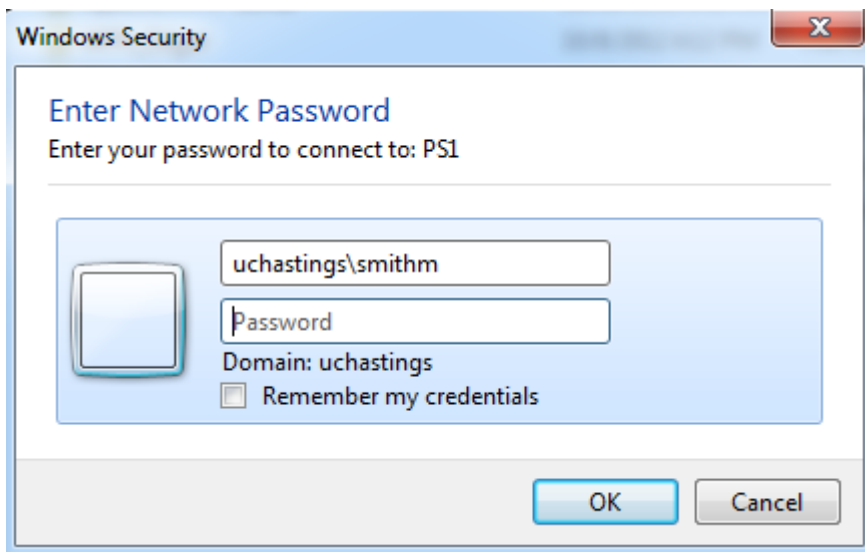 Windows Security
Enter Network Password
Enter your password to connect to: PS1
uchastings\smithm
Password
Domain: uchastings
Remember my credentials
OK Cancel